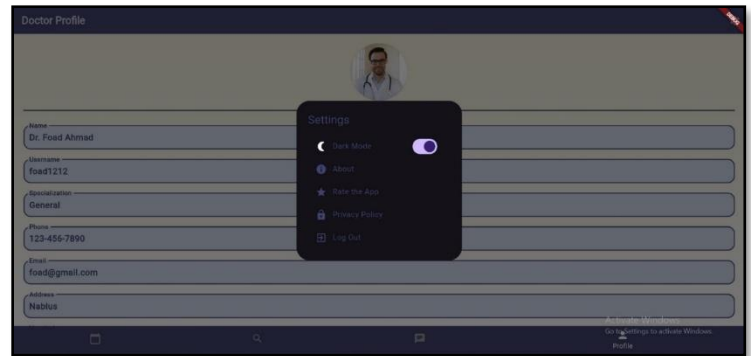 Doctor Profile
DEBUG
Settings
Dark Mode
About
Rate the App
Privacy Policy
Log Out
Name
Dr. Foad Ahmad
Username
foad1212
Specialization
General
Phone
123-456-7890
Email
foad@gmail.com
Address
Nablus
Activate Windows
Go to Settings to activate Windows.
Profile